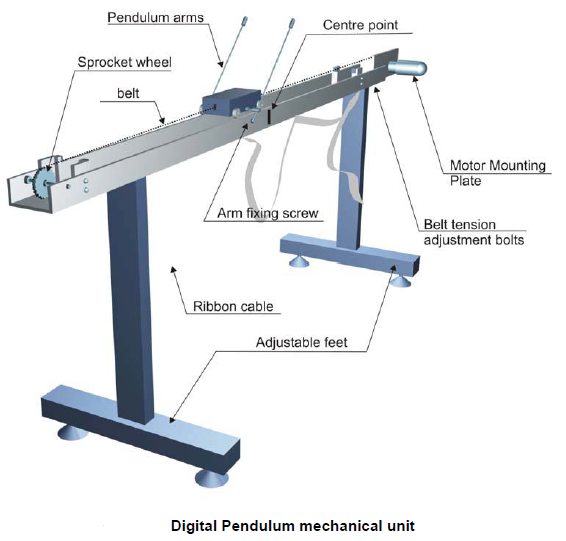 Pendulum arms
Centre point
Sprocket wheel
belt
Motor Mounting
Plate
Arm fixing screw
Belt tension
adjustment bolts
Ribbon cable
Adjustable feet
Digital Pendulum mechanical unit